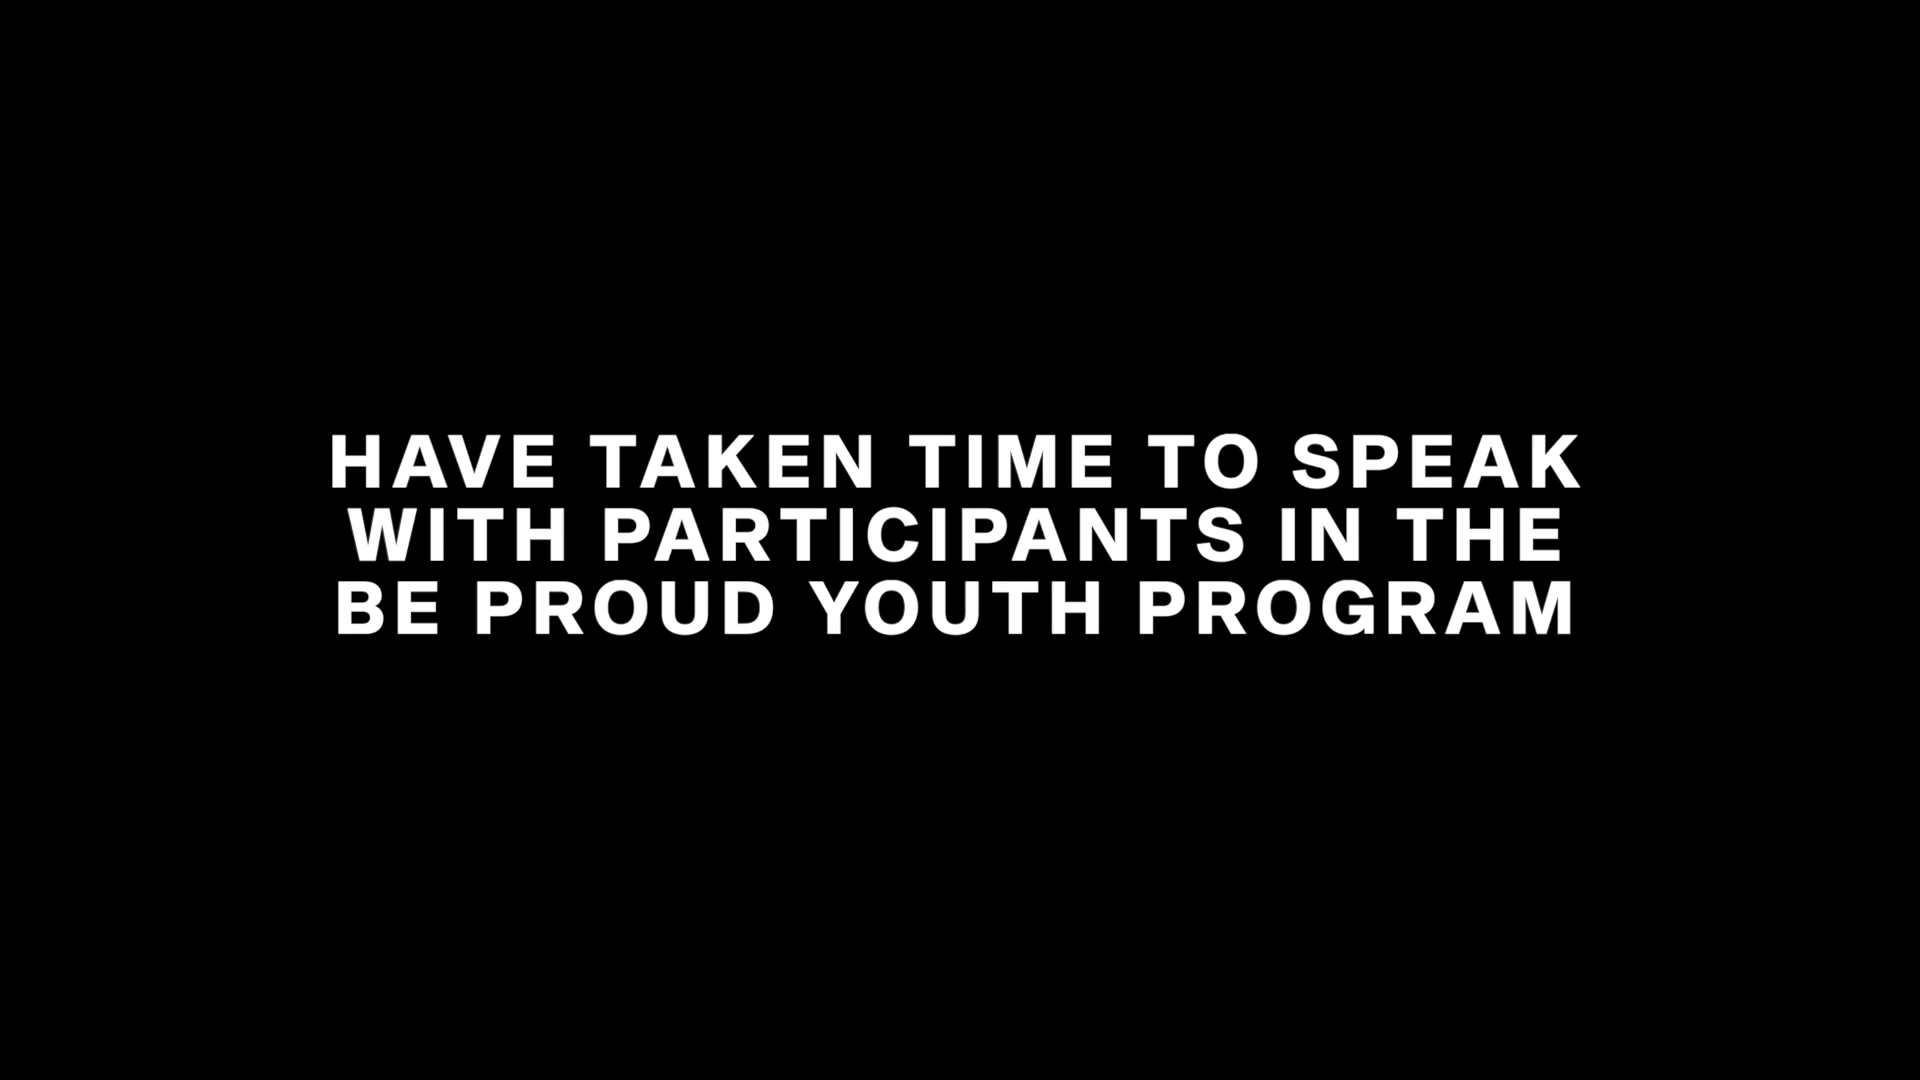 HAVE TAKEN TIME TO SPEAK
WITH PARTICIPANTS IN THE
BE PROUD YOUTH PROGRAM